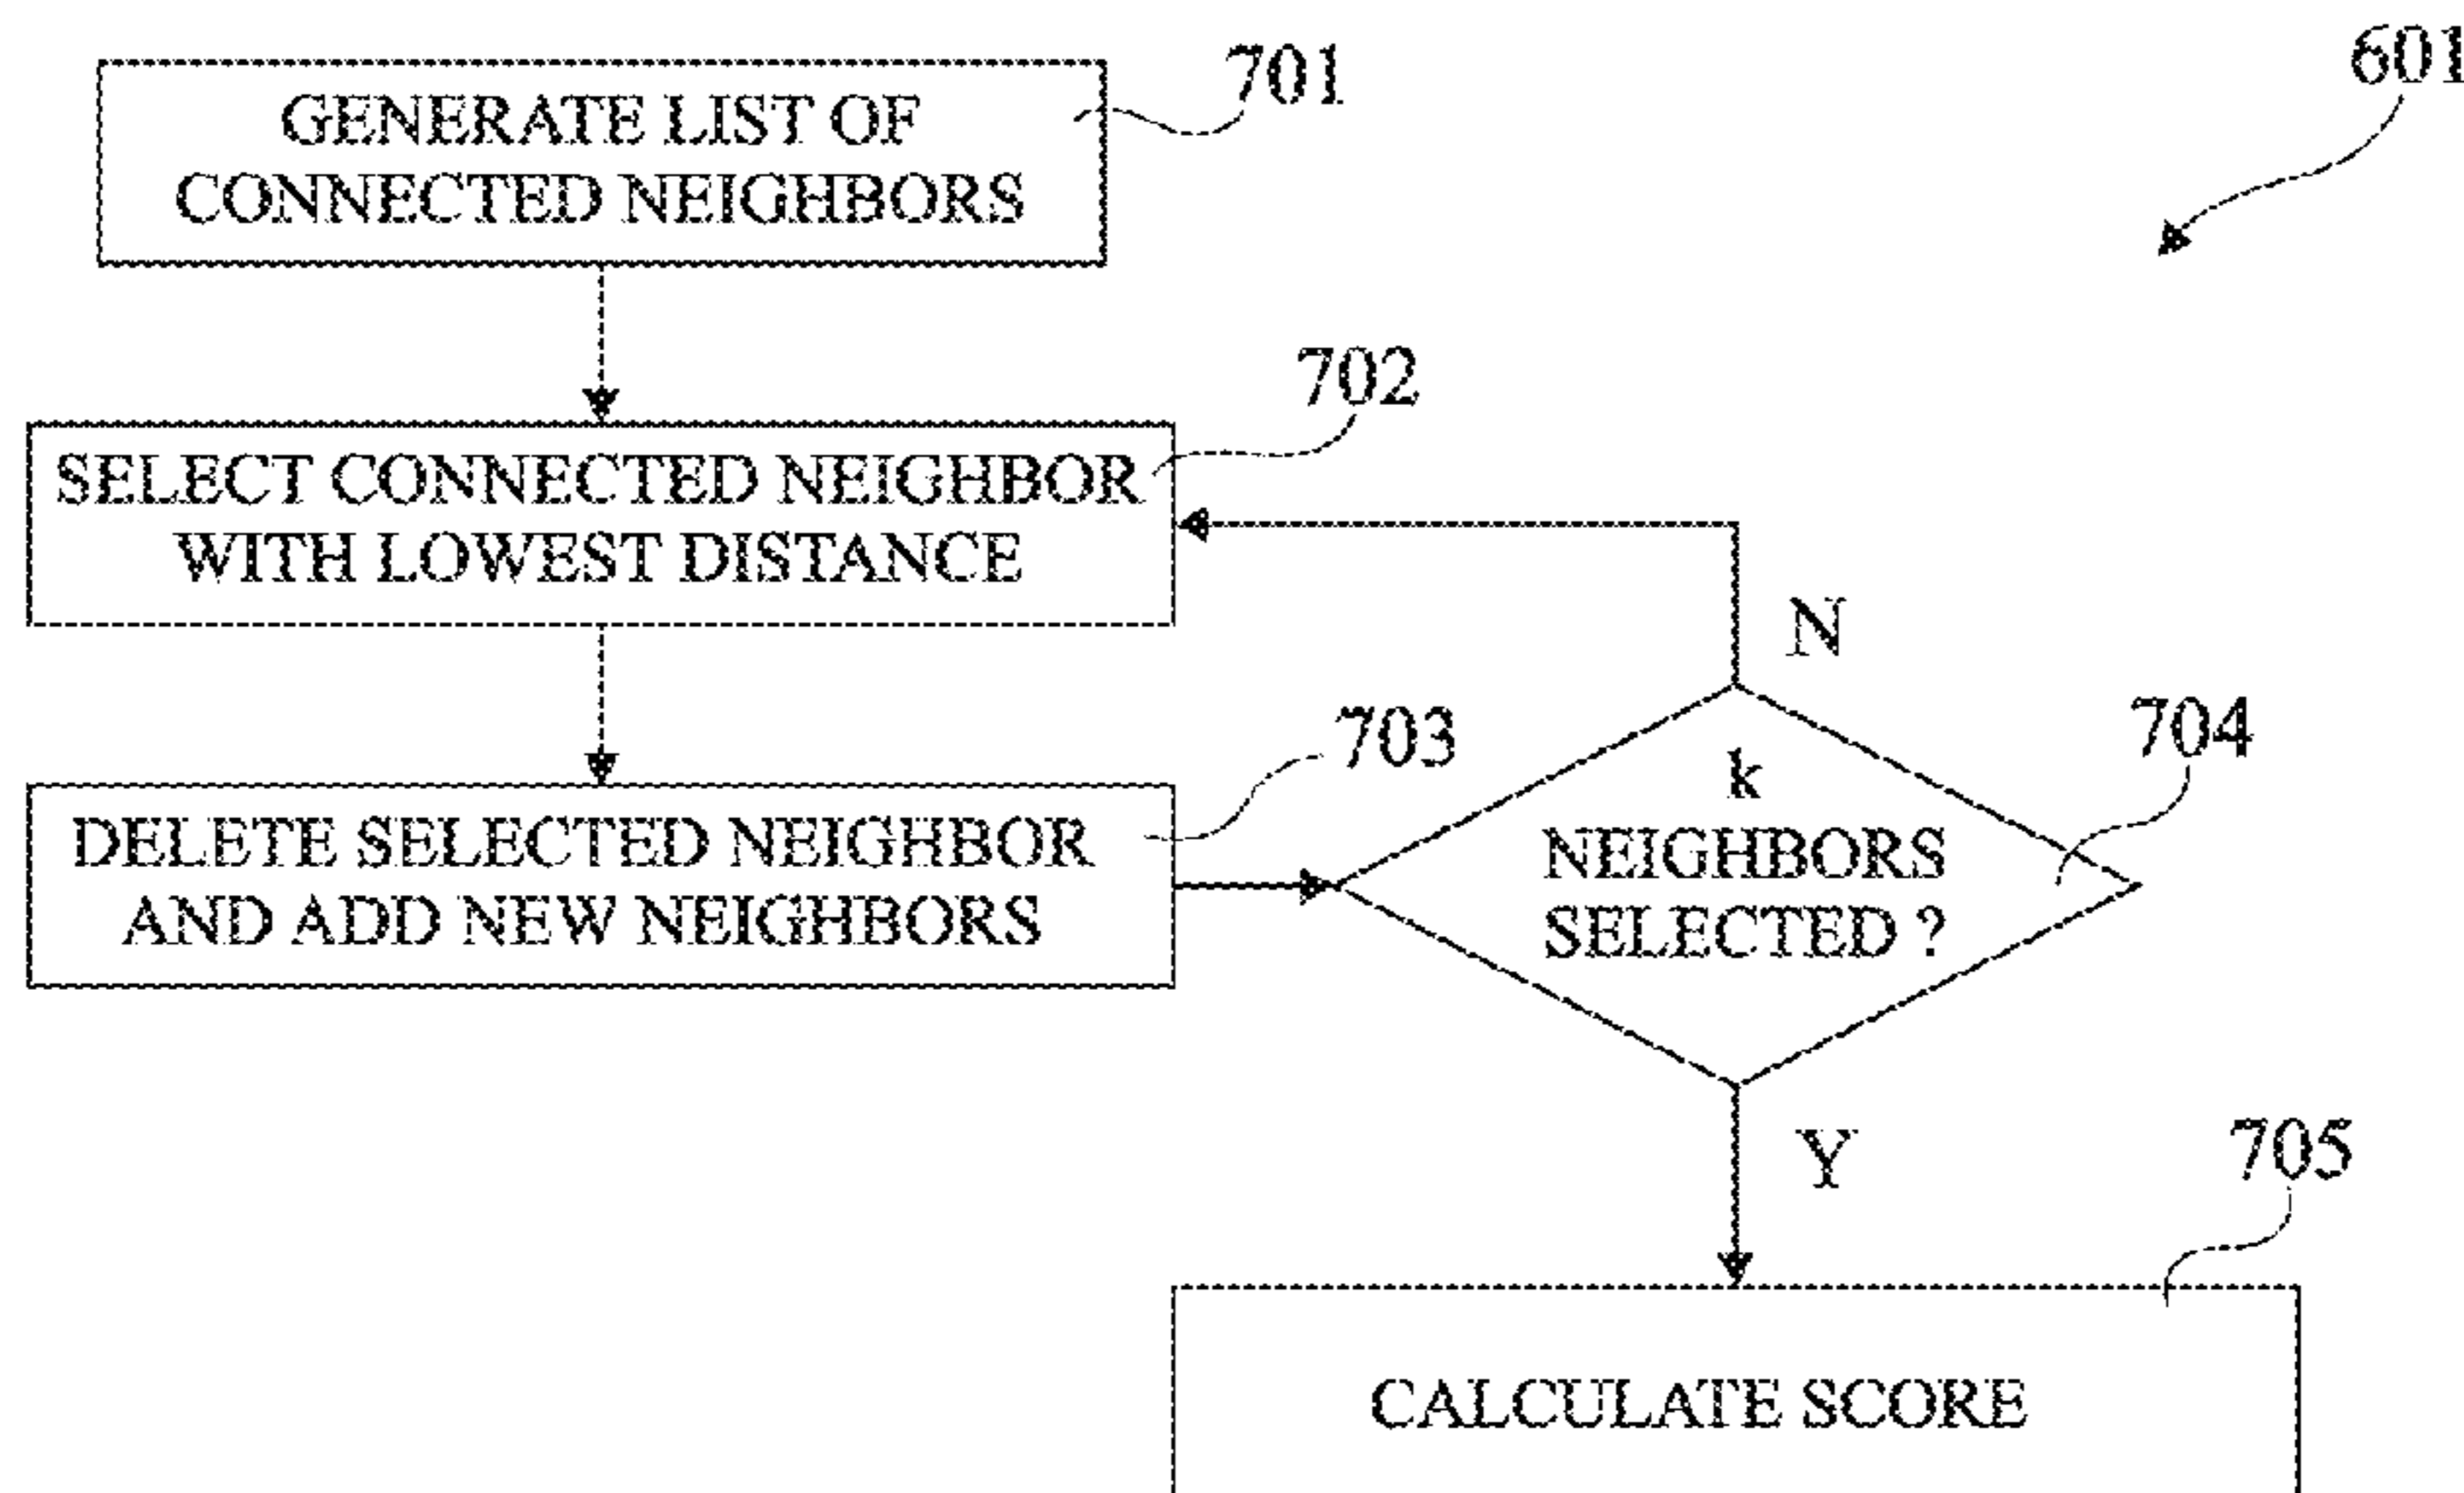 601
701
GENERATE LIST OF
CONNECTED NEIGHBORS
702
SELECT CONNECTED NEIGHBOR
WITH LOWEST DISTANCE
N
703
DELETE SELECTED NEIGHBOR
AND ADD NEW NEIGHBORS
704
k
NEIGHBORS
SELECTED ?
Y
705
CALCULATE SCORE